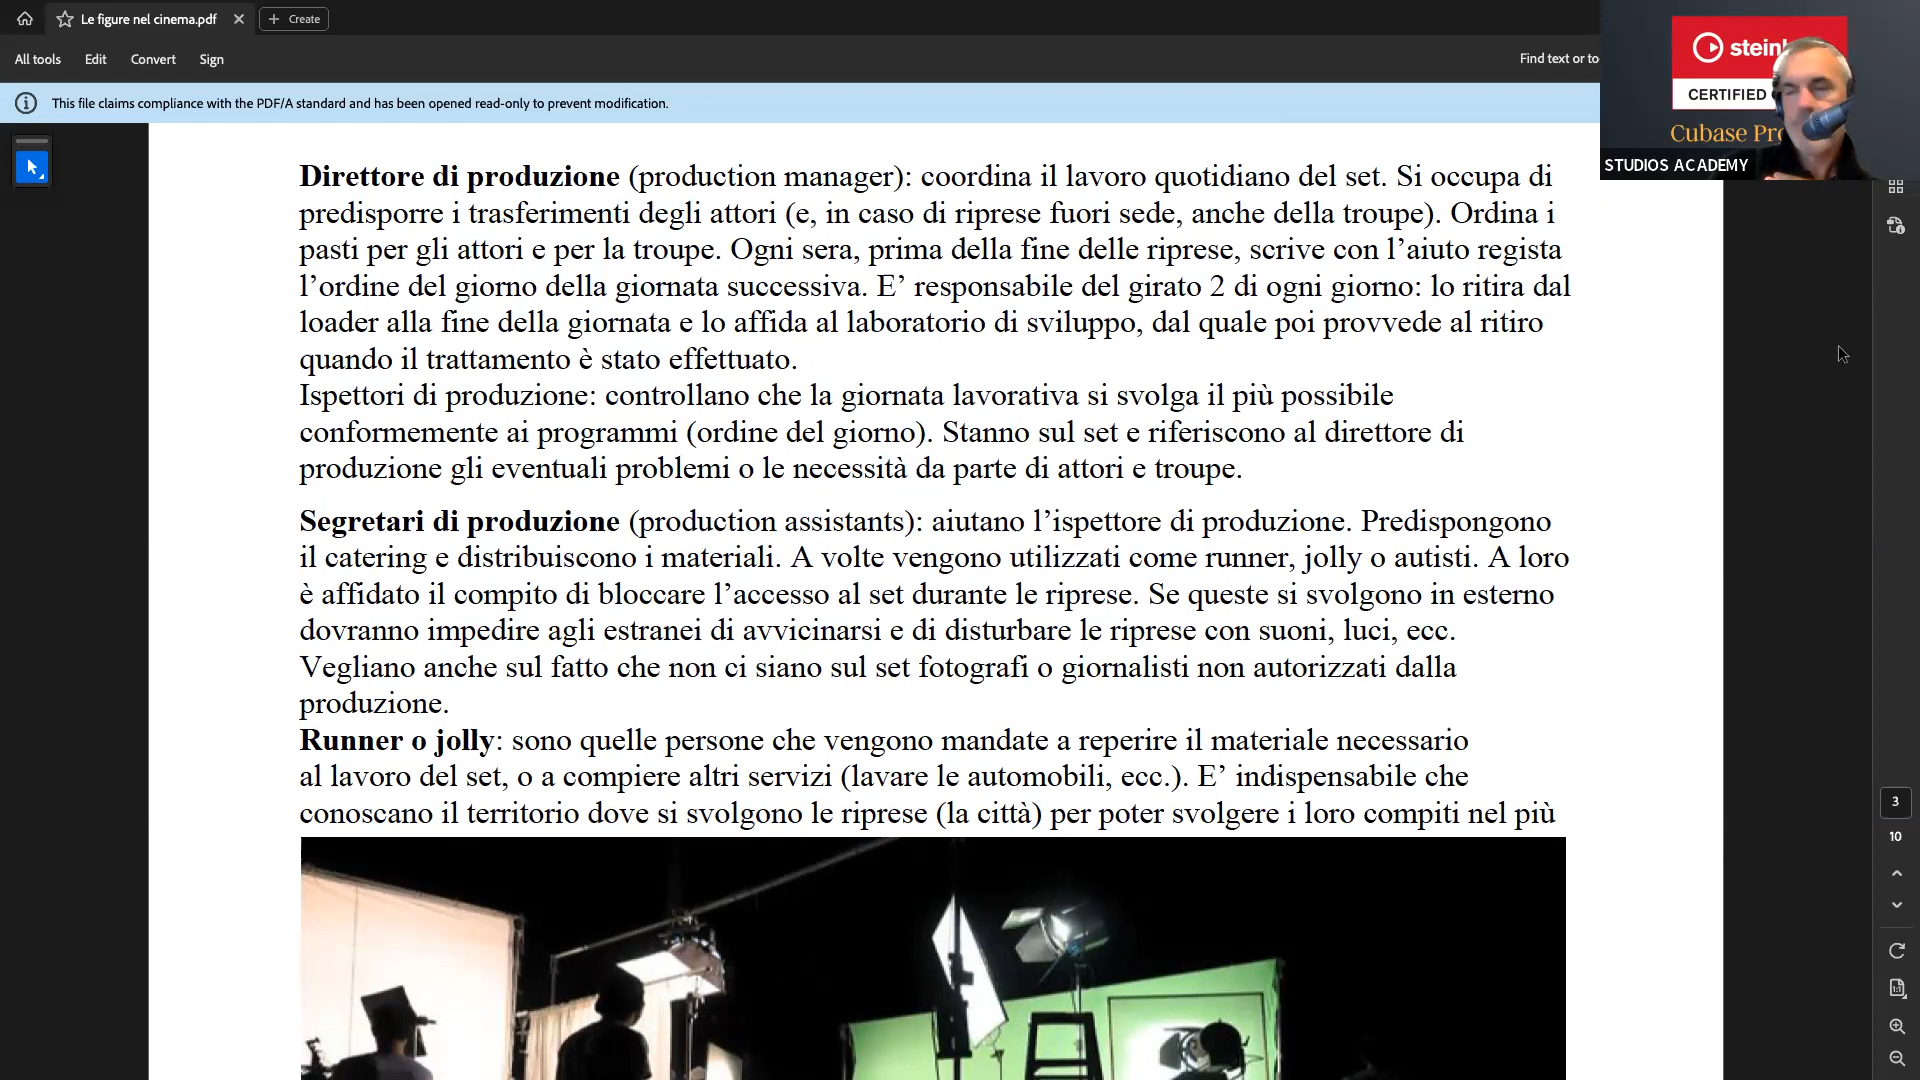 Le figure nel cinema.pdf
Create
All tools Edit Convert Sign
Find text or to
This file claims compliance with the PDF/A standard and has been opened read-only to prevent modification.
CERTIFIED
Cubase Pro
STUDIOS ACADEMY
Direttore di produzione (production manager): coordina il lavoro quotidiano del set. Si occupa di
predisporre i trasferimenti degli attori (e, in caso di riprese fuori sede, anche della troupe). Ordina i
pasti per gli attori e per la troupe. Ogni sera, prima della fine delle riprese, scrive con l’aiuto regista
l’ordine del giorno della giornata successiva. E’ responsabile del girato 2 di ogni giorno: lo ritira dal
loader alla fine della giornata e lo affida al laboratorio di sviluppo, dal quale poi provvede al ritiro
quando il trattamento è stato effettuato.
Ispettori di produzione: controllano che la giornata lavorativa si svolga il più possibile
conformemente ai programmi (ordine del giorno). Stanno sul set e riferiscono al direttore di
produzione gli eventuali problemi o le necessità da parte di attori e troupe.
Segretari di produzione (production assistants): aiutano l’ispettore di produzione. Predispongono
il catering e distribuiscono i materiali. A volte vengono utilizzati come runner, jolly o autisti. A loro
è affidato il compito di bloccare l’accesso al set durante le riprese. Se queste si svolgono in esterno
dovranno impedire agli estranei di avvicinarsi e di disturbare le riprese con suoni, luci, ecc.
Vegliano anche sul fatto che non ci siano sul set fotografi o giornalisti non autorizzati dalla
produzione.
Runner o jolly: sono quelle persone che vengono mandate a reperire il materiale necessario
al lavoro del set, o a compiere altri servizi (lavare le automobili, ecc.). E’ indispensabile che
conoscano il territorio dove si svolgono le riprese (la città) per poter svolgere i loro compiti nel più
3
10